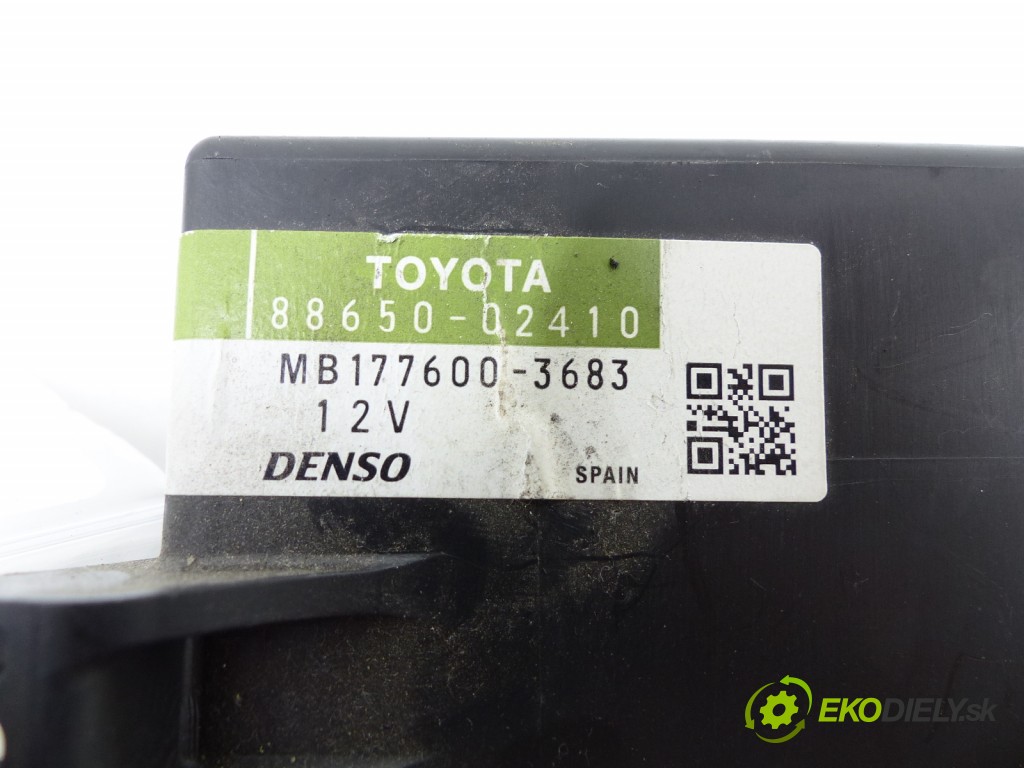 TOYOTA
88650-02410
MB177600-3683
12V
DENSO SPAIN
EKODIELY.sk